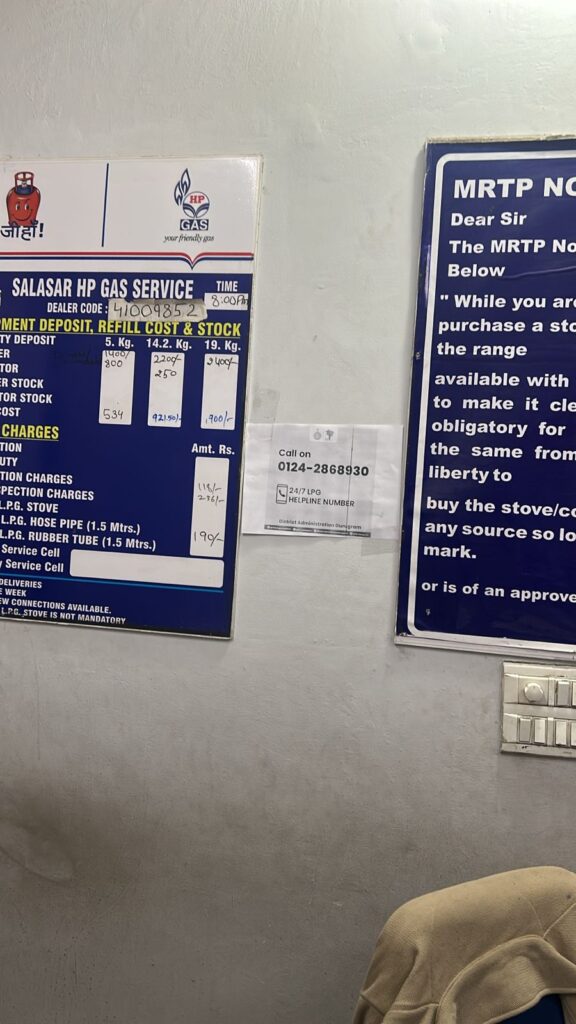 जहाँ!
HP
GAS
your friendly gas
SALASAR HP GAS SERVICE
TIME
8:00Pm
DEALER CODE: 41009852
PMENT DEPOSIT, REFILL COST & STOCK
TY DEPOSIT 5. Kg. 14.2. Kg. 19. Kg.
ER 1400/ 2200/- 2400/-
TOR 800 250
ER STOCK
TOR STOCK
COST 534 921.50/- 1900/-
CHARGES
TION Amt. Rs.
UTY
TION CHARGES 118/-
SPECTION CHARGES 236/-
L.P.G. STOVE
L.P.G. HOSE PIPE (1.5 Mtrs.)
L.P.G. RUBBER TUBE (1.5 Mtrs.) 190/-
Service Cell
y Service Cell
DELIVERIES
E WEEK
EW CONNECTIONS AVAILABLE.
L.P.G. STOVE IS NOT MANDATORY
Call on
0124-2868930
24/7 LPG
HELPLINE NUMBER
District Administration Gurugram
MRTP NO
Dear Sir
The MRTP No
Below
" While you are
purchase a sto
the range
available with
to make it cle
obligatory for
the same from
liberty to
buy the stove/co
any source so lo
mark.
or is of an approve